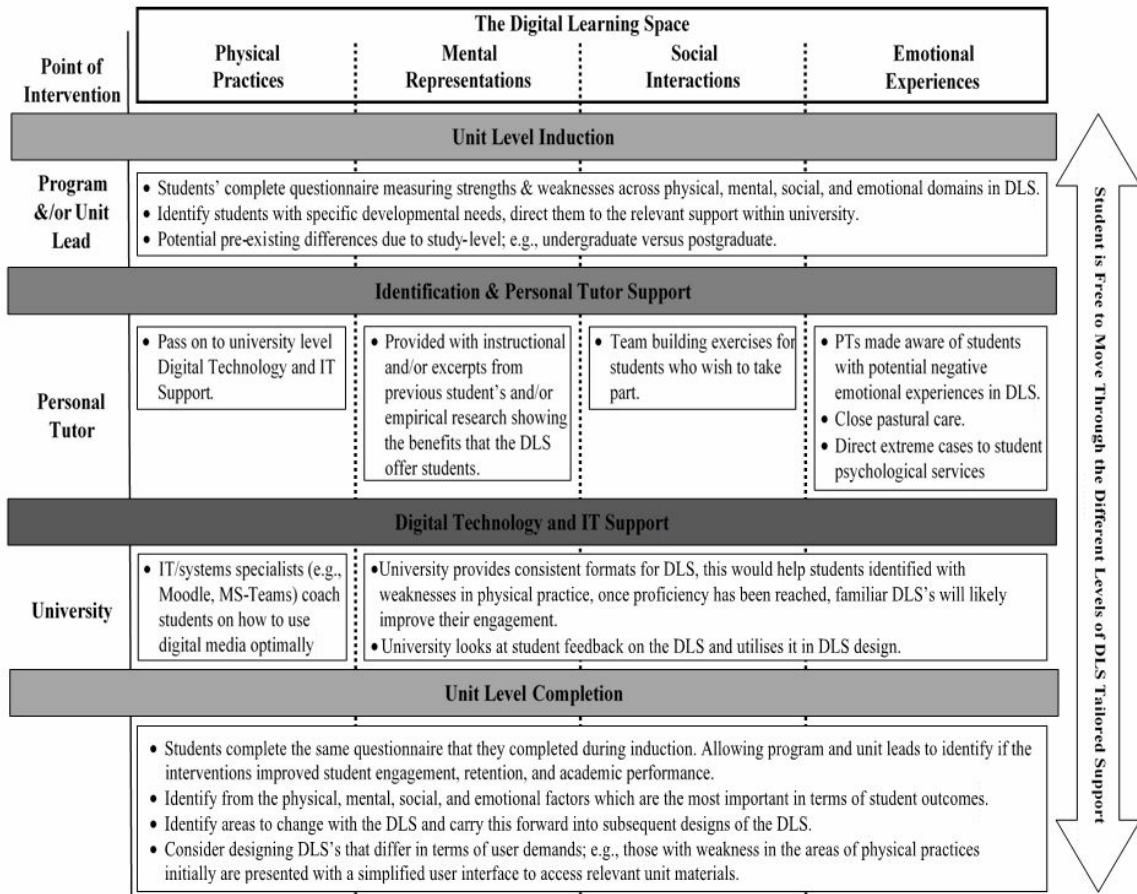 The Digital Learning Space
Point of
Intervention
Physical
Practices
Mental
Representations
Social
Interactions
Emotional
Experiences
Unit Level Induction
Program
&/or Unit
Lead
• Students' complete questionnaire measuring strengths & weaknesses across physical, mental, social, and emotional domains in DLS.
• Identify students with specific developmental needs, direct them to the relevant support within university.
• Potential pre-existing differences due to study-level; e.g., undergraduate versus postgraduate.
Identification & Personal Tutor Support
Personal
Tutor
• Pass on to university level
Digital Technology and IT
Support.
• Provided with instructional
and/or excerpts from
previous student's and/or
empirical research showing
the benefits that the DLS
offer students.
• Team building exercises for
students who wish to take
part.
• PTs made aware of students
with potential negative
emotional experiences in DLS.
• Close pastural care.
• Direct extreme cases to student
psychological services
Digital Technology and IT Support
University
• IT/systems specialists (e.g.,
Moodle, MS-Teams) coach
students on how to use
digital media optimally
•University provides consistent formats for DLS, this would help students identified with
weaknesses in physical practice, once proficiency has been reached, familiar DLS's will likely
improve their engagement.
• University looks at student feedback on the DLS and utilises it in DLS design.
Unit Level Completion
• Students complete the same questionnaire that they completed during induction. Allowing program and unit leads to identify if the
interventions improved student engagement, retention, and academic performance.
• Identify from the physical, mental, social, and emotional factors which are the most important in terms of student outcomes.
• Identify areas to change with the DLS and carry this forward into subsequent designs of the DLS.
• Consider designing DLS's that differ in terms of user demands; e.g., those with weakness in the areas of physical practices
initially are presented with a simplified user interface to access relevant unit materials.
Student is Free to Move Through the Different Levels of DLS Tailored Support